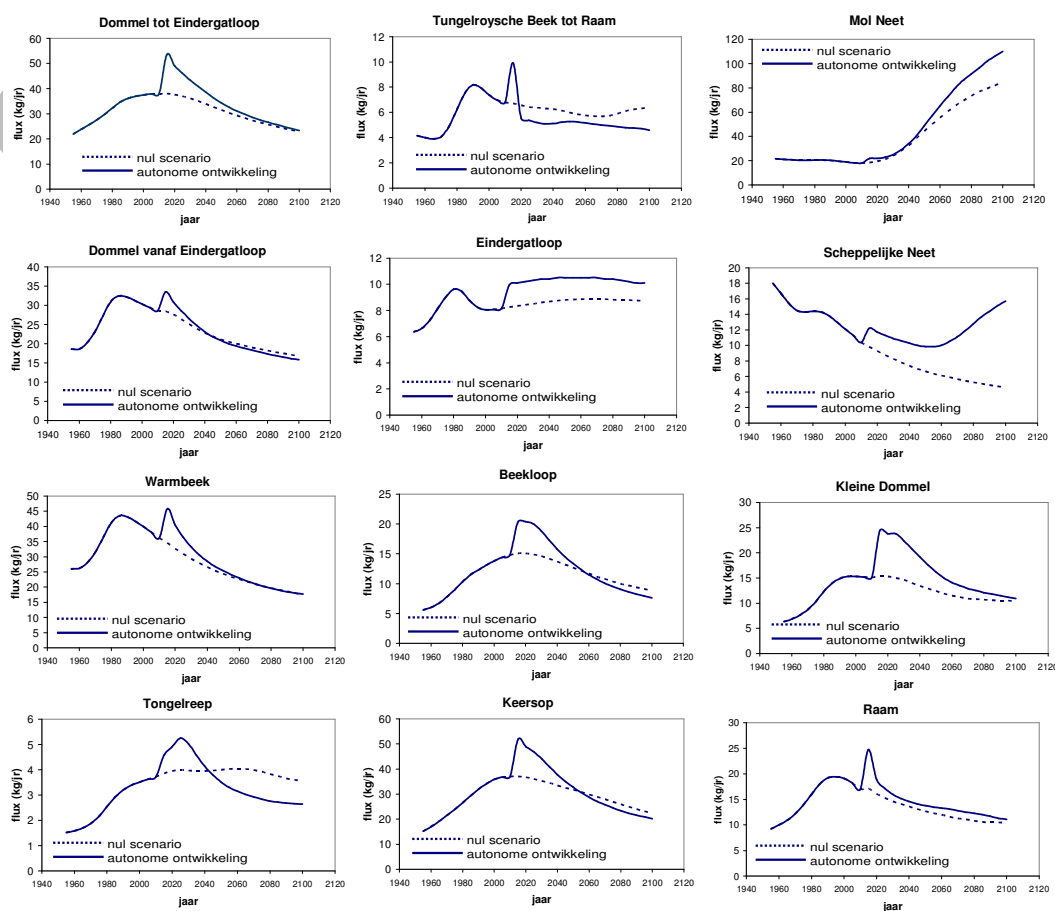 Dommel tot Eindergatloop
flux (kg/jr)
60
50
40
30
20
10
0
nul scenario
autonome ontwikkeling
1940 1960 1980 2000 2020 2040 2060 2080 2100 2120
jaar
Tungelroysche Beek tot Raam
flux (kg/jr)
12
10
8
6
4
2
0
nul scenario
autonome ontwikkeling
1940 1960 1980 2000 2020 2040 2060 2080 2100 2120
jaar
Mol Neet
flux (kg/jr)
120
100
80
60
40
20
0
nul scenario
autonome ontwikkeling
1940 1960 1980 2000 2020 2040 2060 2080 2100 2120
jaar
Dommel vanaf Eindergatloop
flux (kg/jr)
40
35
30
25
20
15
10
5
0
nul scenario
autonome ontwikkeling
1940 1960 1980 2000 2020 2040 2060 2080 2100 2120
jaar
Eindergatloop
flux (kg/jr)
12
10
8
6
4
2
0
nul scenario
autonome ontwikkeling
1940 1960 1980 2000 2020 2040 2060 2080 2100 2120
jaar
Scheppelijke Neet
flux (kg/jr)
20
18
16
14
12
10
8
6
4
2
0
nul scenario
autonome ontwikkeling
1940 1960 1980 2000 2020 2040 2060 2080 2100 2120
jaar
Warmbeek
flux (kg/jr)
50
45
40
35
30
25
20
15
10
5
0
nul scenario
autonome ontwikkeling
1940 1960 1980 2000 2020 2040 2060 2080 2100 2120
jaar
Beekloop
flux (kg/jr)
25
20
15
10
5
0
nul scenario
autonome ontwikkeling
1940 1960 1980 2000 2020 2040 2060 2080 2100 2120
jaar
Kleine Dommel
flux (kg/jr)
30
25
20
15
10
5
0
nul scenario
autonome ontwikkeling
1940 1960 1980 2000 2020 2040 2060 2080 2100 2120
jaar
Tongelreep
flux (kg/jr)
6
5
4
3
2
1
0
nul scenario
autonome ontwikkeling
1940 1960 1980 2000 2020 2040 2060 2080 2100 2120
jaar
Keersop
flux (kg/jr)
60
50
40
30
20
10
0
nul scenario
autonome ontwikkeling
1940 1960 1980 2000 2020 2040 2060 2080 2100 2120
jaar
Raam
flux (kg/jr)
30
25
20
15
10
5
0
nul scenario
autonome ontwikkeling
1940 1960 1980 2000 2020 2040 2060 2080 2100 2120
jaar